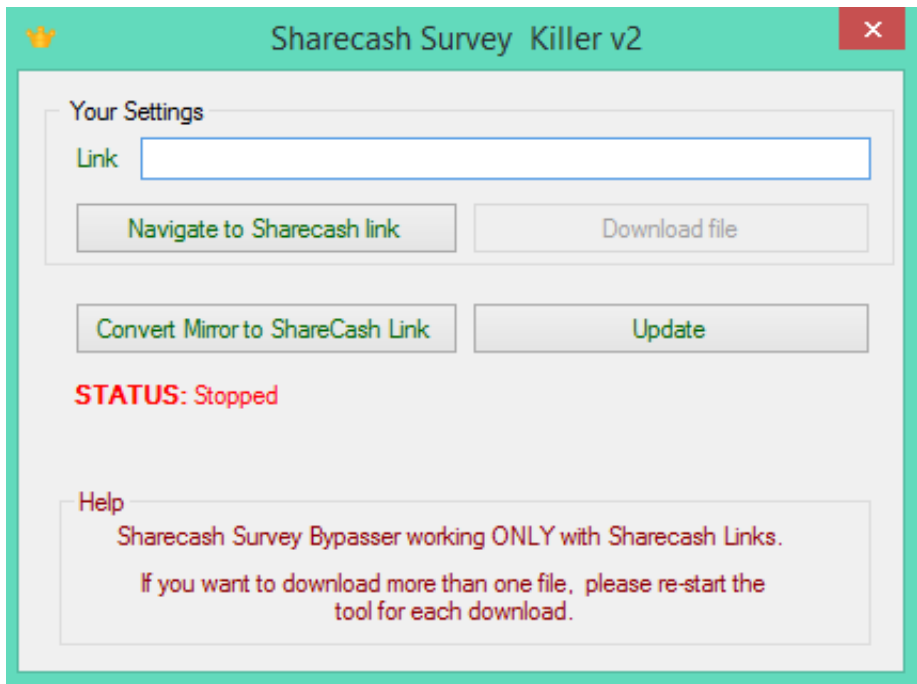 Sharecash Survey Killer v2
Your Settings
Link
Navigate to Sharecash link
Download file
Convert Mirror to ShareCash Link
Update
STATUS: Stopped
Help
Sharecash Survey Bypasser working ONLY with Sharecash Links.
If you want to download more than one file, please re-start the
tool for each download.